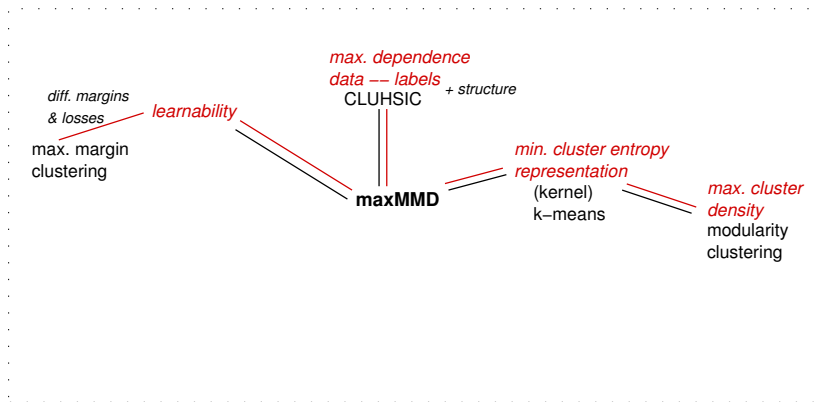 max. dependence
data −− labels
CLUHSIC
+ structure
diff. margins
& losses
learnability
max. margin
clustering
maxMMD
min. cluster entropy
representation
(kernel)
k−means
max. cluster
density
modularity
clustering